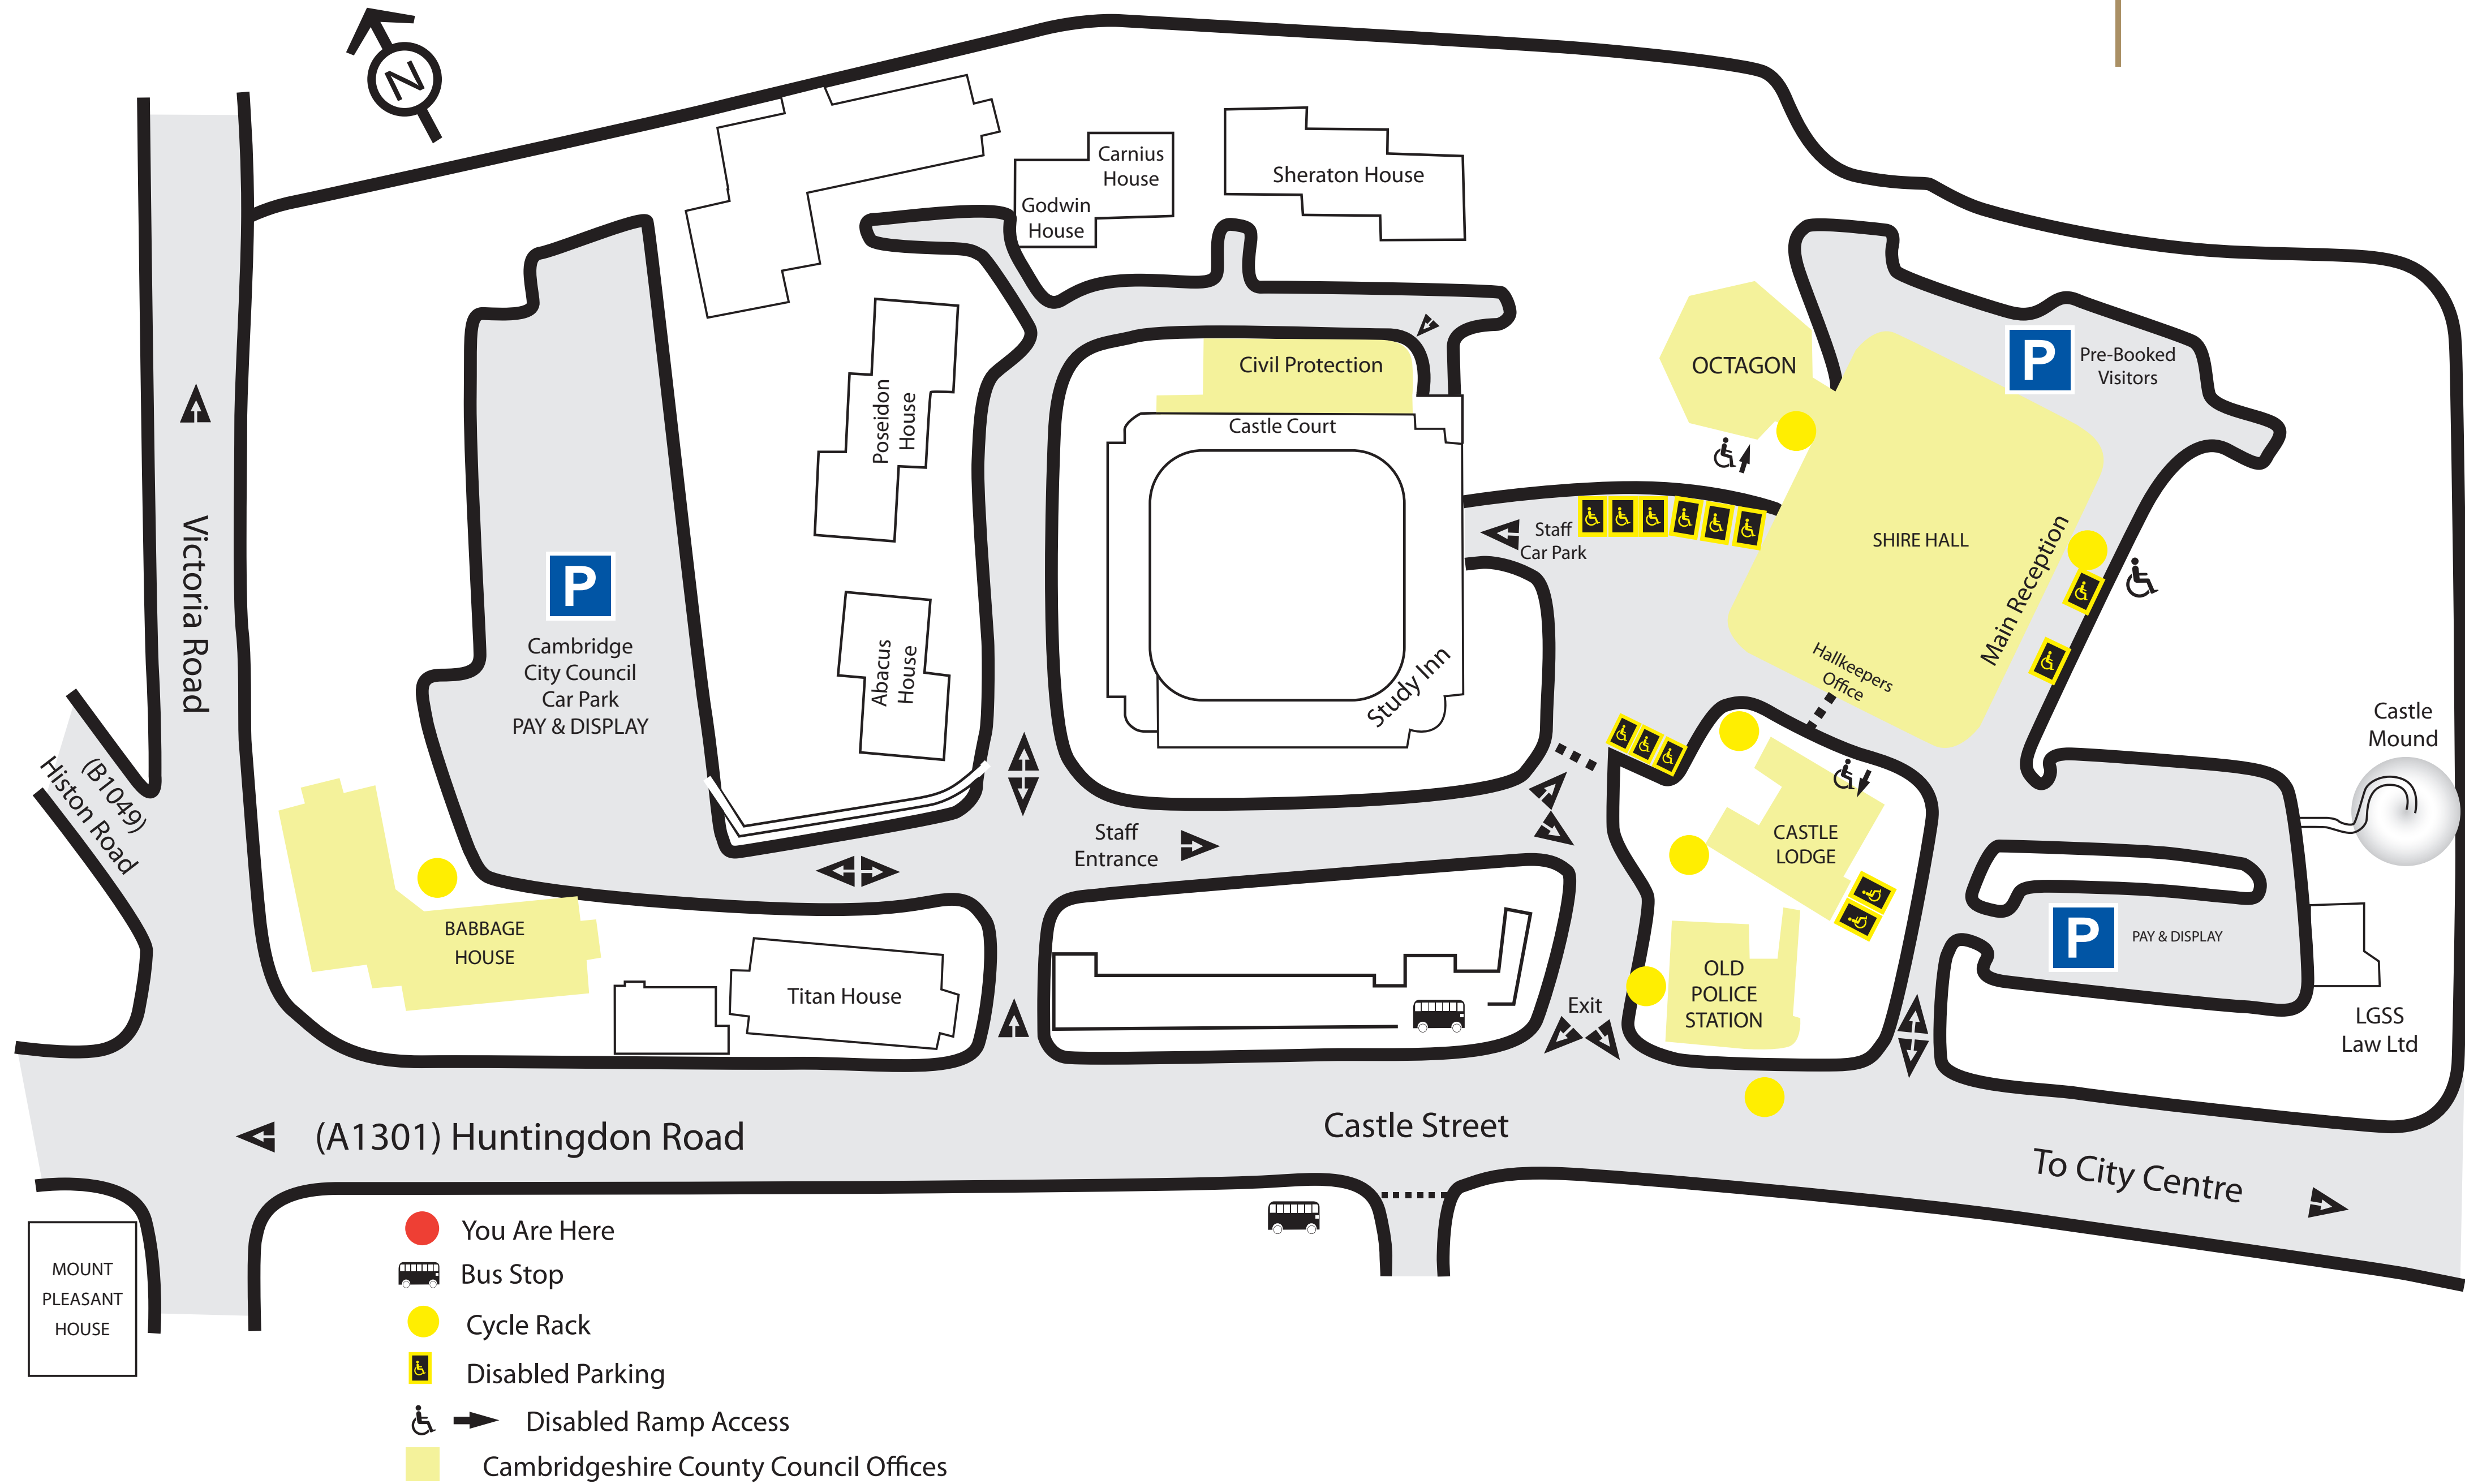 N
Carnius
House
Godwin
House
Sheraton House
Civil Protection
Castle Court
OCTAGON
P
Pre-Booked
Visitors
Poseidon
House
Staff
Car Park
SHIRE HALL
Main Reception
Hallkeepers
Office
Victoria Road
P
Cambridge
City Council
Car Park
PAY & DISPLAY
Abacus
House
Study Inn
Castle
Mound
(B1049)
Histon Road
Staff
Entrance
CASTLE
LODGE
BABBAGE
HOUSE
Titan House
P
PAY & DISPLAY
OLD
POLICE
STATION
Exit
LGSS
Law Ltd
(A1301) Huntingdon Road
Castle Street
To City Centre
MOUNT
PLEASANT
HOUSE
You Are Here
Bus Stop
Cycle Rack
Disabled Parking
Disabled Ramp Access
Cambridgeshire County Council Offices